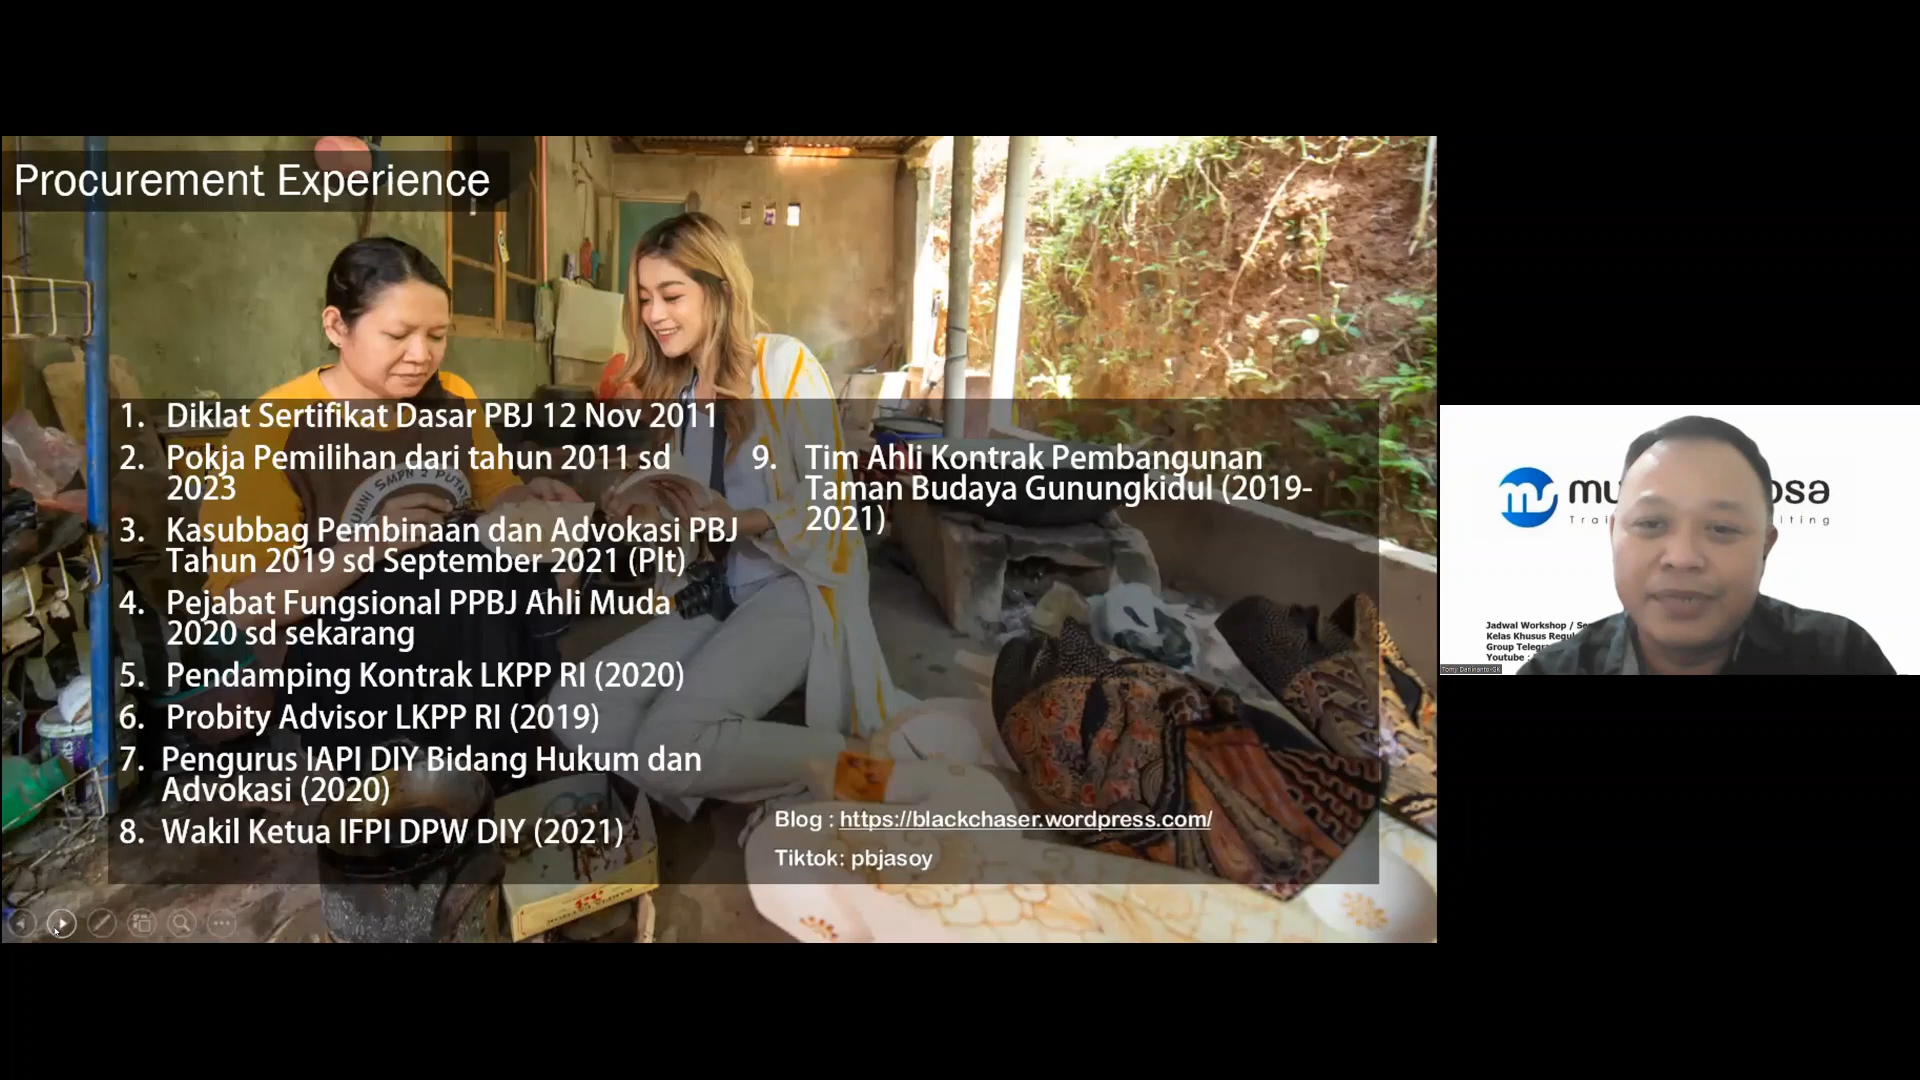 Procurement Experience
1. Diklat Sertifikat Dasar PBJ 12 Nov 2011
2. Pokja Pemilihan dari tahun 2011 sd
2023
3. Kasubbag Pembinaan dan Advokasi PBJ
Tahun 2019 sd September 2021 (Plt)
4. Pejabat Fungsional PPBJ Ahli Muda
2020 sd sekarang
5. Pendamping Kontrak LKPP RI (2020)
6. Probity Advisor LKPP RI (2019)
7. Pengurus IAPI DIY Bidang Hukum dan
Advokasi (2020)
8. Wakil Ketua IFPI DPW DIY (2021)
9. Tim Ahli Kontrak Pembangunan
Taman Budaya Gunungkidul (2019-
2021)
Blog : https://blackchaser.wordpress.com/
Tiktok: pbjasoy
Jadwal Workshop /
Kelas Khusus
Group
Youtube :